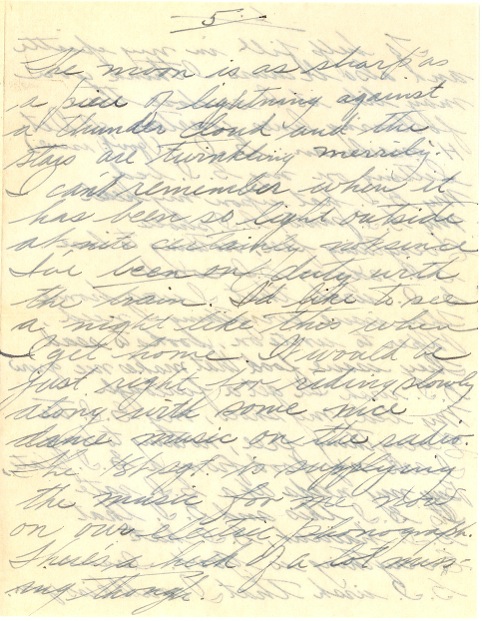 5
The moon is as sharp as
a piece of lightning against
a thunder cloud and the
stars are twinkling merrily.
I can't remember when it
has been so light outside
at nite certainly not since
I've been on duty with
the train. I'd like to see
a night like this when
I get home. It would be
just right for riding slowly
along with some nice
dance music on the radio.
The is supplying
the music for me now
on our electric phonograph.
There's a heck of a lot miss
ing though.